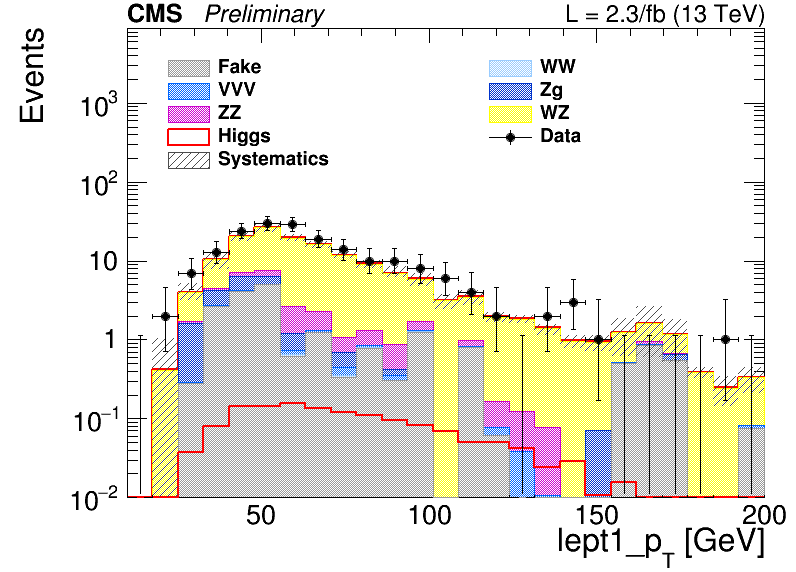 CMS Preliminary L = 2.3/fb (13 TeV)
Events
Fake WW
VVV Zg
ZZ WZ
Higgs Data
Systematics
10³
10²
10
1
10⁻¹
10⁻²
50 100 150 200
lept1_p_T [GeV]